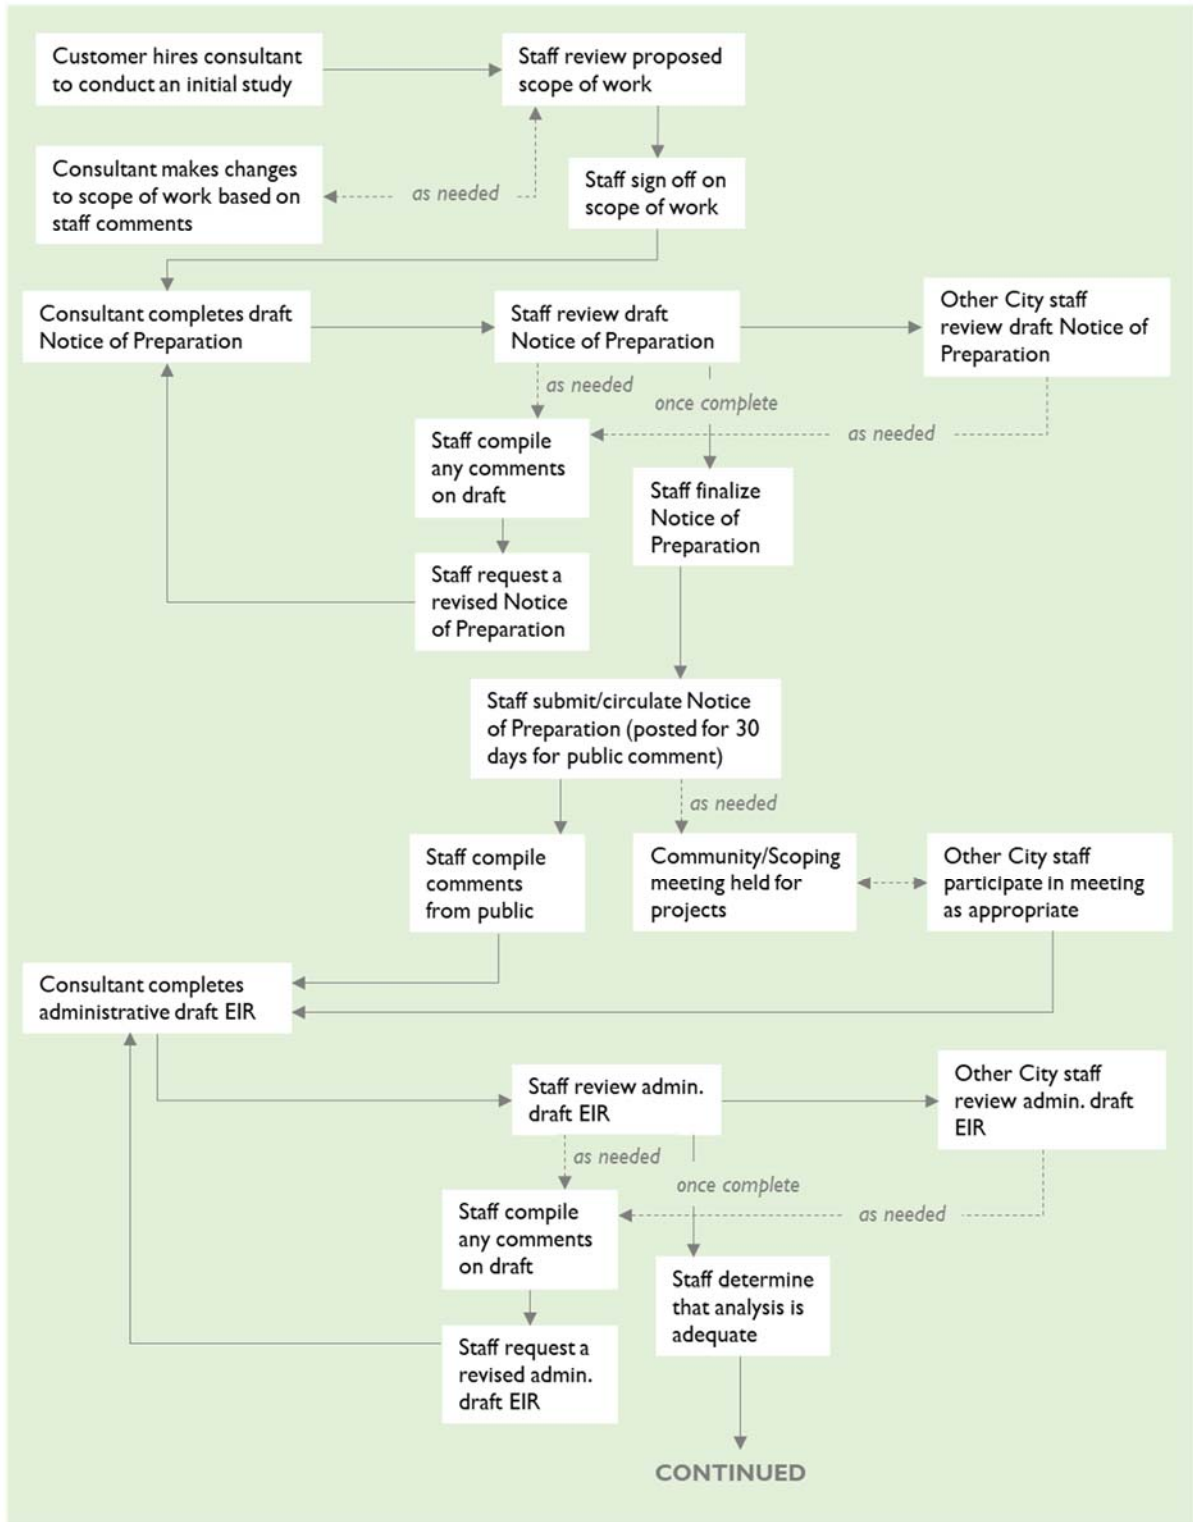 Customer hires consultant
to conduct an initial study
Staff review proposed
scope of work
Consultant makes changes
to scope of work based on
staff comments
as needed
Staff sign off on
scope of work
Consultant completes draft
Notice of Preparation
Staff review draft
Notice of Preparation
Other City staff
review draft Notice of
Preparation
as needed
once complete
as needed
Staff compile
any comments
on draft
Staff finalize
Notice of
Preparation
Staff request a
revised Notice
of Preparation
Staff submit/circulate Notice
of Preparation (posted for 30
days for public comment)
as needed
Staff compile
comments
from public
Community/Scoping
meeting held for
projects
Other City staff
participate in meeting
as appropriate
Consultant completes
administrative draft EIR
Staff review admin.
draft EIR
Other City staff
review admin. draft
EIR
as needed
once complete
as needed
Staff compile
any comments
on draft
Staff determine
that analysis is
adequate
Staff request a
revised admin.
draft EIR
CONTINUED